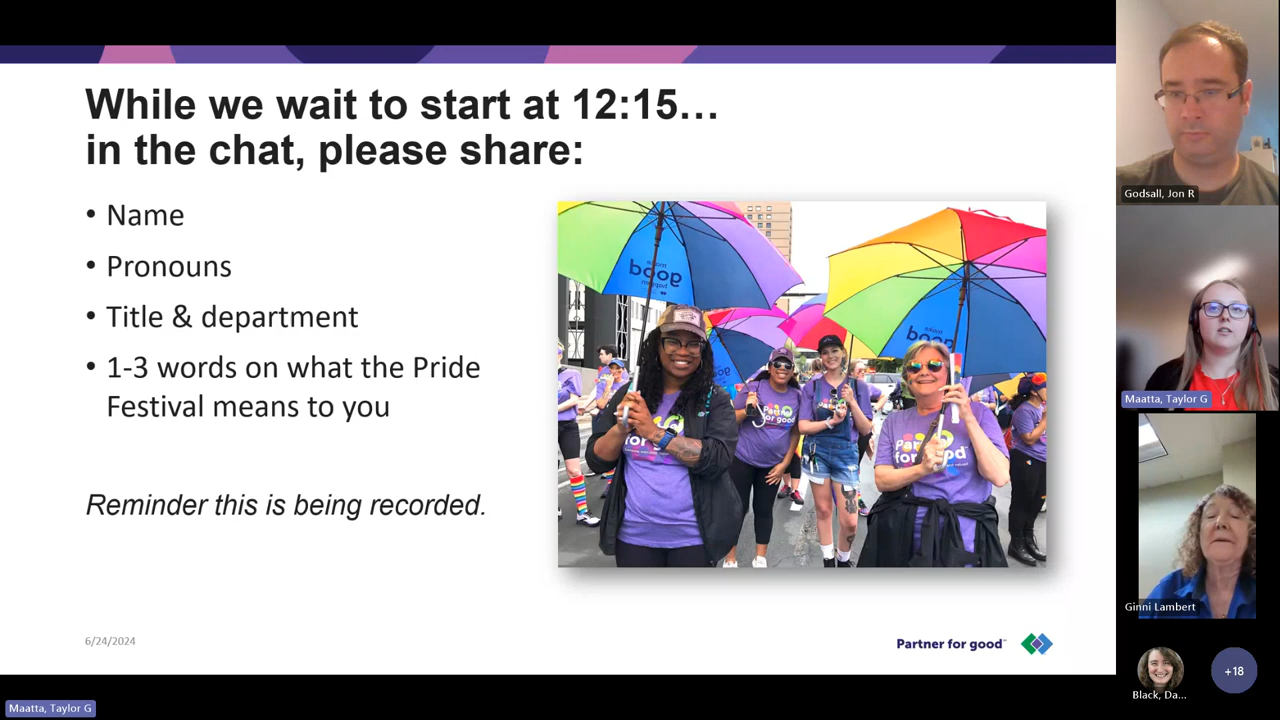 While we wait to start at 12:15…
in the chat, please share:
• Name
• Pronouns
• Title & department
• 1-3 words on what the Pride
Festival means to you
Reminder this is being recorded.
good
6/24/2024
Partner for good™
Godsall, Jon R
Maatta, Taylor G
Ginni Lambert
Black, Da...
+18
Maatta, Taylor G